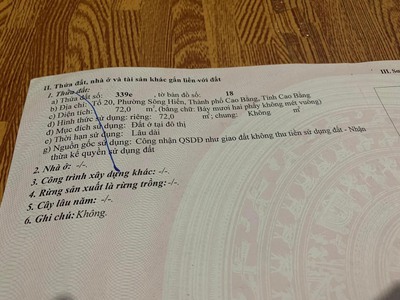 II. Thửa đất, nhà ở và tài sản khác gắn liền với đất
1. Thửa đất:
a) Thửa đất số: 339e , tờ bản đồ số: 18
b) Địa chỉ: Tổ 20, Phường Sông Hiến, Thành phố Cao Bằng, Tỉnh Cao Bằng
c) Diện tích: 72,0 m², (bằng chữ: Bảy mươi hai phẩy không mét vuông)
d) Hình thức sử dụng: riêng: 72,0 m²; chung: Không m²
đ) Mục đích sử dụng: Đất ở tại đô thị
e) Thời hạn sử dụng: Lâu dài
g) Nguồn gốc sử dụng: Công nhận QSDĐ như giao đất không thu tiền sử dụng đất - Nhận
thừa kế quyền sử dụng đất
2. Nhà ở: -/-.
3. Công trình xây dựng khác: -/-.
4. Rừng sản xuất là rừng trồng: -/-.
5. Cây lâu năm: -/-.
6. Ghi chú: Không.
III. Sơ